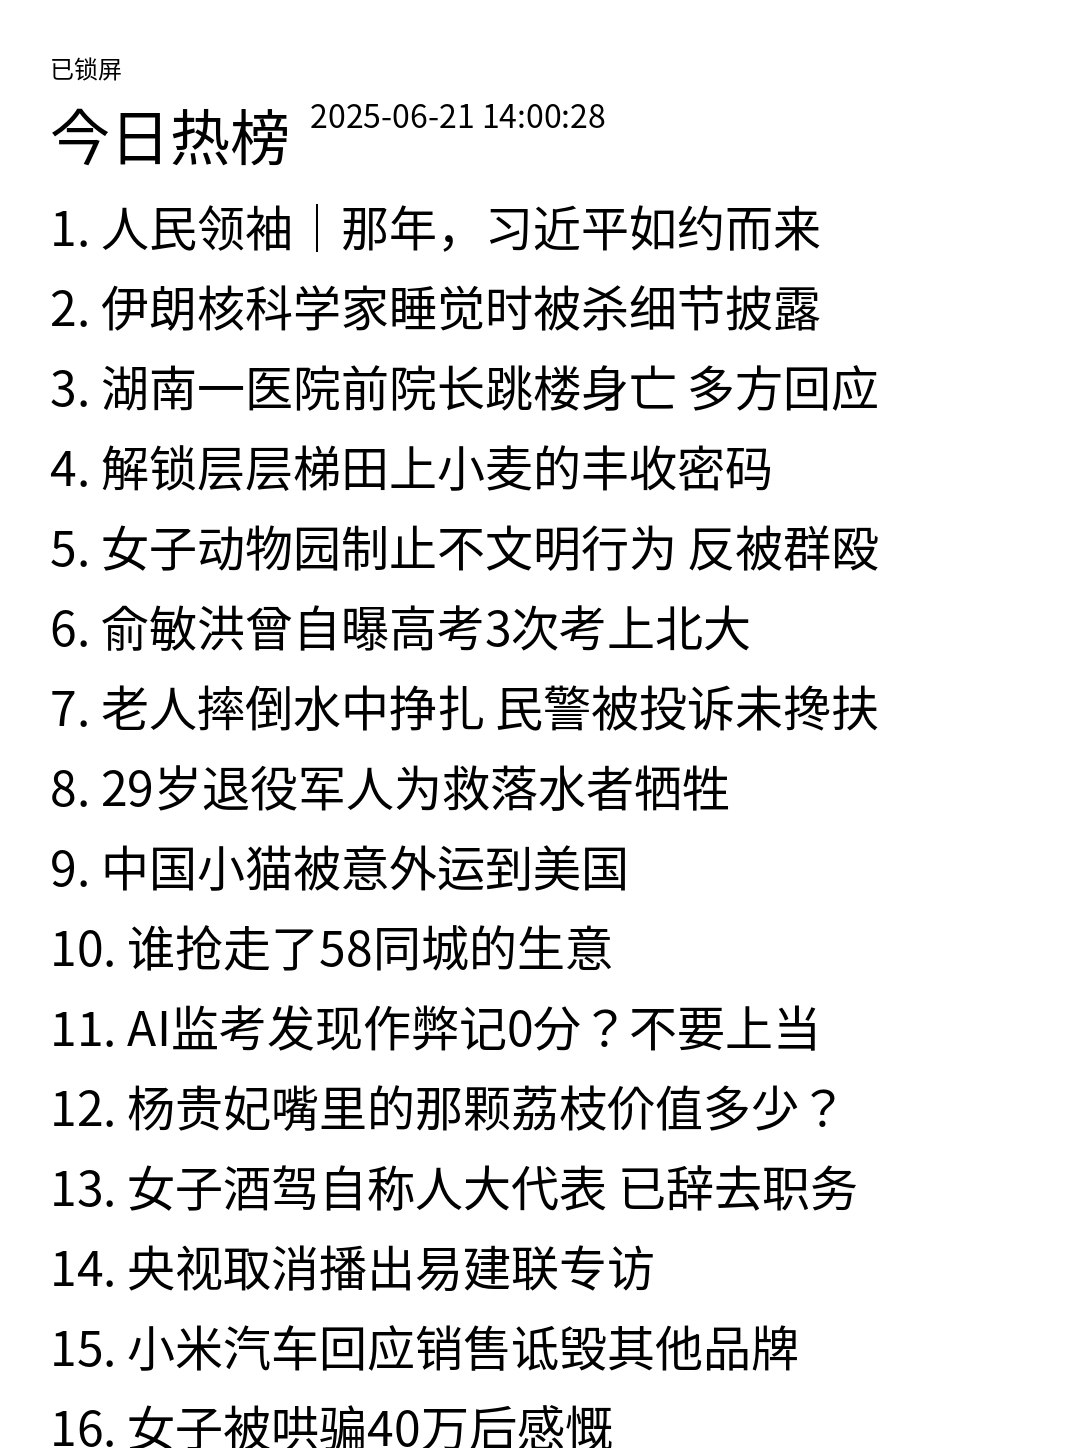 已锁屏
今日热榜 2025-06-21 14:00:28
1. 人民领袖｜那年，习近平如约而来
2. 伊朗核科学家睡觉时被杀细节披露
3. 湖南一医院前院长跳楼身亡 多方回应
4. 解锁层层梯田上小麦的丰收密码
5. 女子动物园制止不文明行为 反被群殴
6. 俞敏洪曾自曝高考3次考上北大
7. 老人摔倒水中挣扎 民警被投诉未搀扶
8. 29岁退役军人为救落水者牺牲
9. 中国小猫被意外运到美国
10. 谁抢走了58同城的生意
11. AI监考发现作弊记0分？不要上当
12. 杨贵妃嘴里的那颗荔枝价值多少？
13. 女子酒驾自称人大代表 已辞去职务
14. 央视取消播出易建联专访
15. 小米汽车回应销售诋毁其他品牌
16. 女子被哄骗40万后感慨